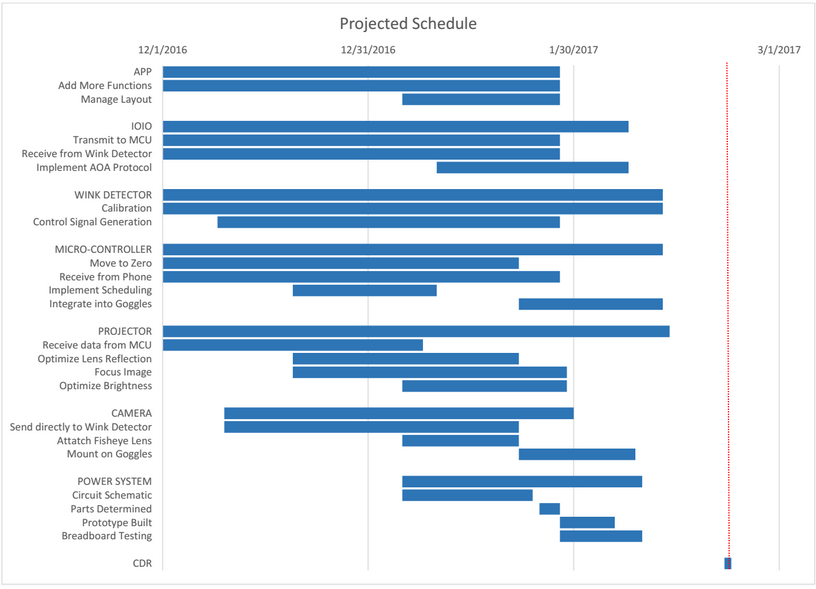 Projected Schedule
12/1/2016 12/31/2016 1/30/2017 3/1/2017
APP
Add More Functions
Manage Layout
IOIO
Transmit to MCU
Receive from Wink Detector
Implement AOA Protocol
WINK DETECTOR
Calibration
Control Signal Generation
MICRO-CONTROLLER
Move to Zero
Receive from Phone
Implement Scheduling
Integrate into Goggles
PROJECTOR
Receive data from MCU
Optimize Lens Reflection
Focus Image
Optimize Brightness
CAMERA
Send directly to Wink Detector
Attatch Fisheye Lens
Mount on Goggles
POWER SYSTEM
Circuit Schematic
Parts Determined
Prototype Built
Breadboard Testing
CDR